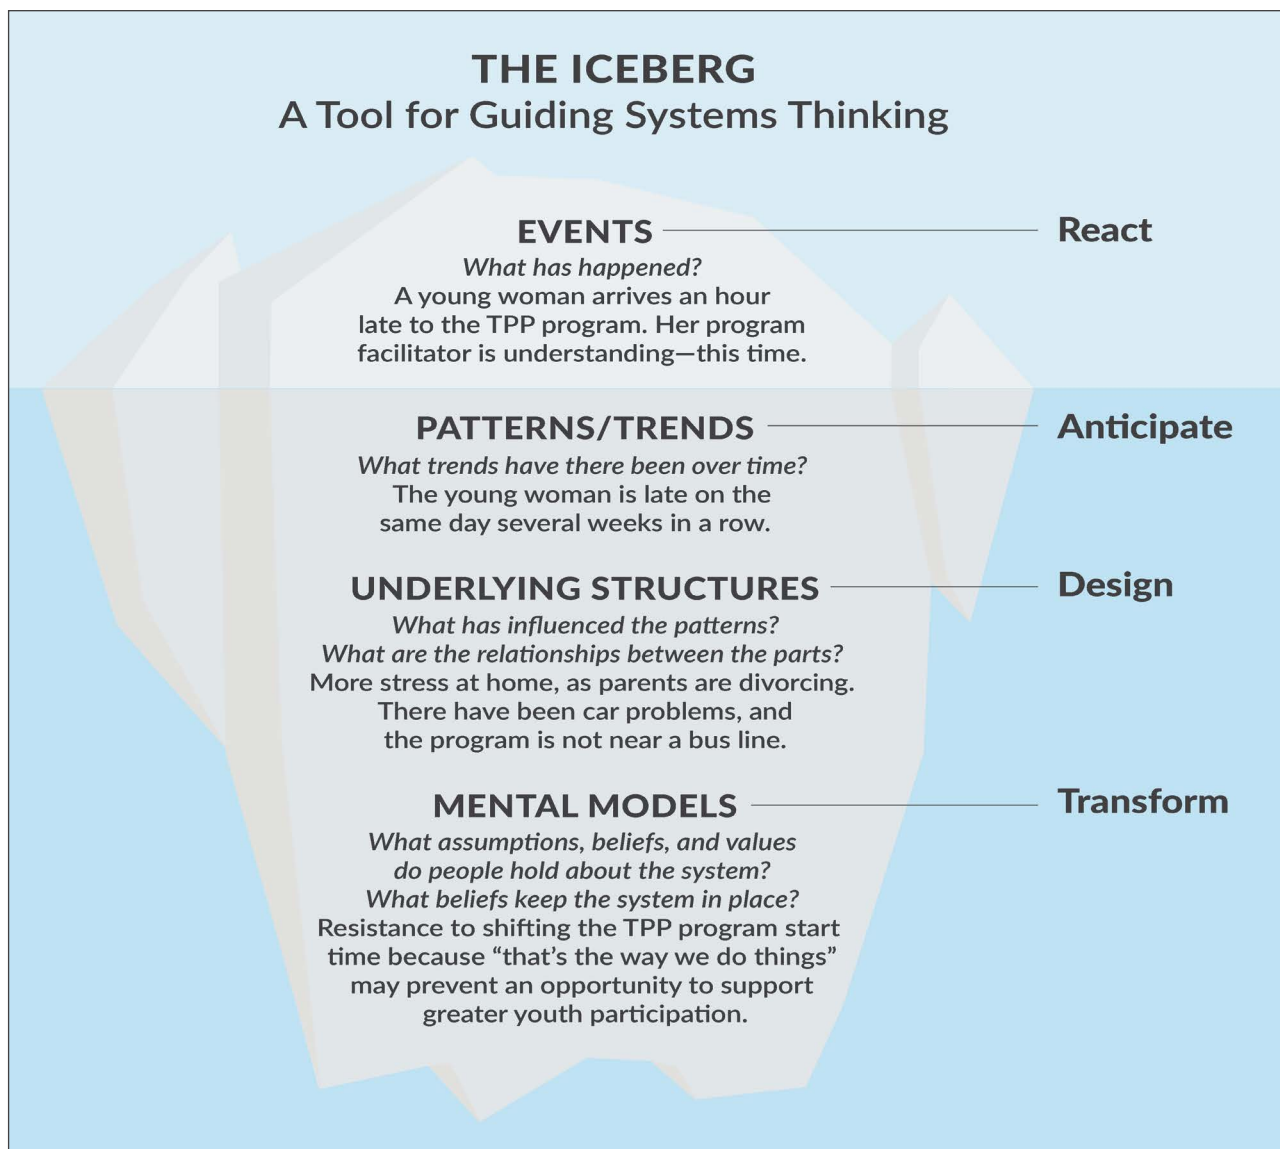 THE ICEBERG
A Tool for Guiding Systems Thinking
EVENTS
React
What has happened?
A young woman arrives an hour
late to the TPP program. Her program
facilitator is understanding—this time.
PATTERNS/TRENDS
Anticipate
What trends have there been over time?
The young woman is late on the
same day several weeks in a row.
UNDERLYING STRUCTURES
Design
What has influenced the patterns?
What are the relationships between the parts?
More stress at home, as parents are divorcing.
There have been car problems, and
the program is not near a bus line.
MENTAL MODELS
Transform
What assumptions, beliefs, and values
do people hold about the system?
What beliefs keep the system in place?
Resistance to shifting the TPP program start
time because “that’s the way we do things”
may prevent an opportunity to support
greater youth participation.